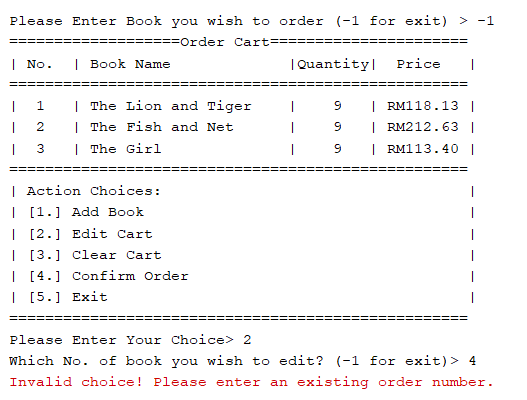 Please Enter Book you wish to order (-1 for exit) > -1
===================Order Cart======================
| No.  | Book Name             |Quantity|  Price   |
===================================================
|  1   | The Lion and Tiger    |    9   | RM118.13 |
|  2   | The Fish and Net      |    9   | RM212.63 |
|  3   | The Girl              |    9   | RM113.40 |
===================================================
| Action Choices:                                  |
| [1.] Add Book                                    |
| [2.] Edit Cart                                   |
| [3.] Clear Cart                                  |
| [4.] Confirm Order                               |
| [5.] Exit                                        |
===================================================
Please Enter Your Choice> 2
Which No. of book you wish to edit? (-1 for exit)> 4
Invalid choice! Please enter an existing order number.